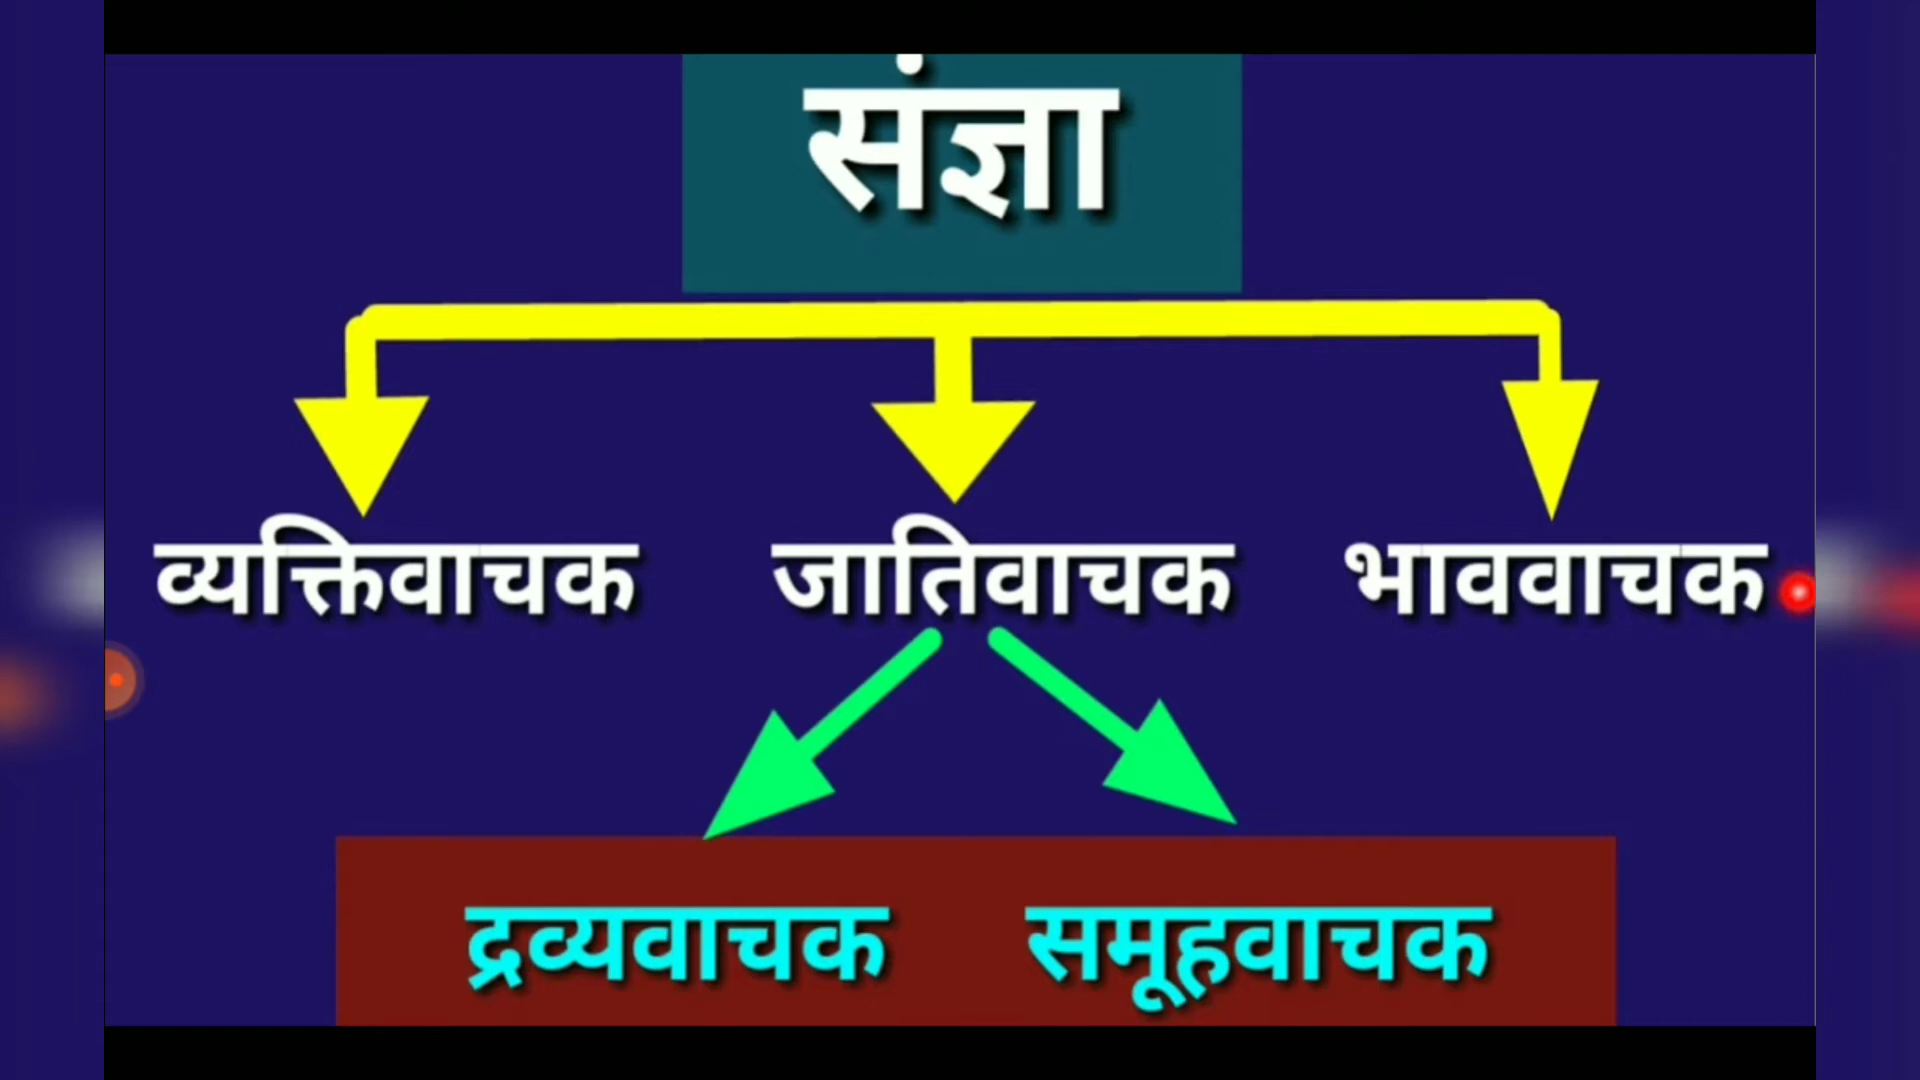 संज्ञा
व्यक्तिवाचक जातिवाचक भाववाचक
द्रव्यवाचक समूहवाचक